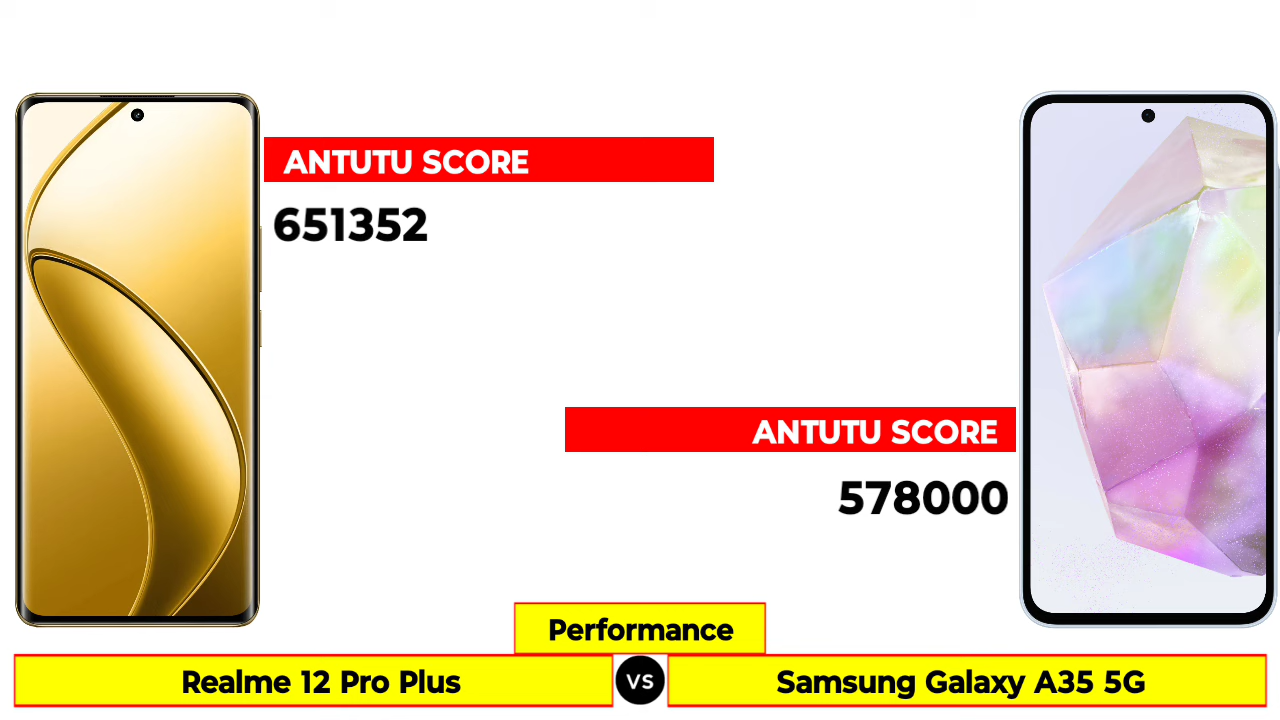 ANTUTU SCORE
651352
ANTUTU SCORE
578000
Performance
Realme 12 Pro Plus
VS
Samsung Galaxy A35 5G